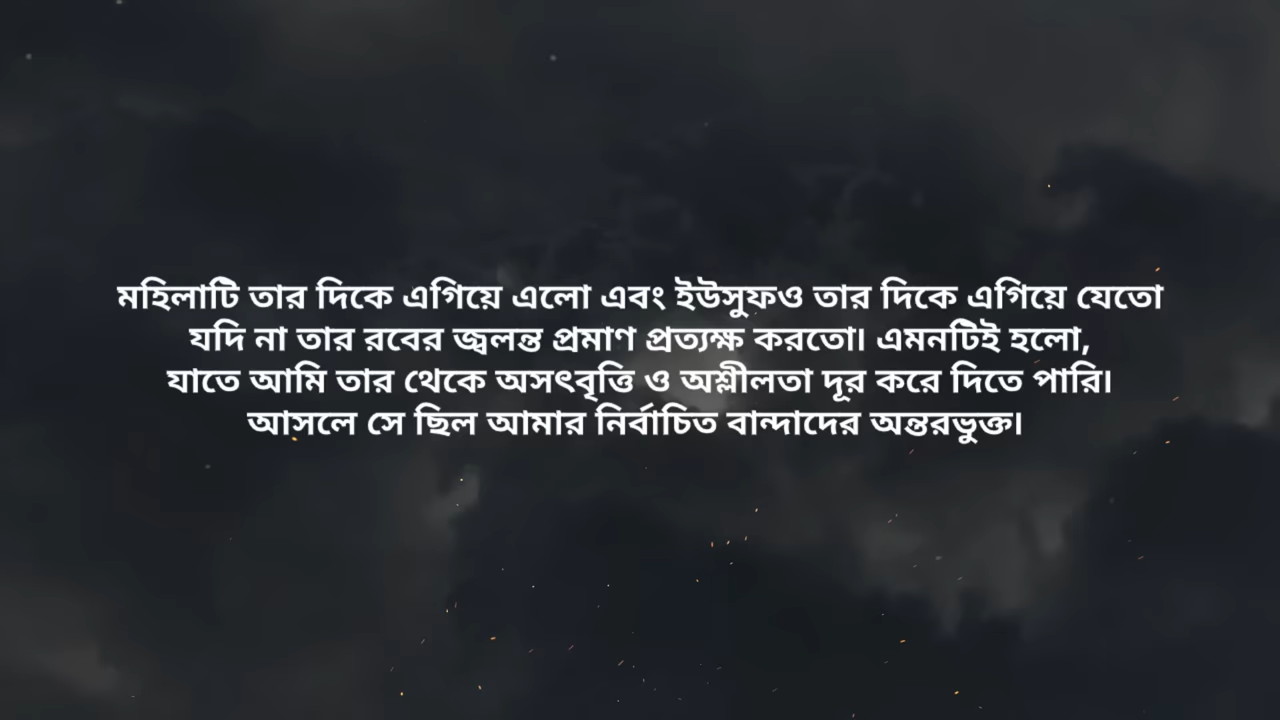 মহিলাটি তার দিকে এগিয়ে এলো এবং ইউসুফও তার দিকে এগিয়ে যেতো
যদি না তার রবের জ্বলন্ত প্রমাণ প্রত্যক্ষ করতো। এমনটিই হলো,
যাতে আমি তার থেকে অসৎবৃত্তি ও অশ্লীলতা দূর করে দিতে পারি।
আসলে সে ছিল আমার নির্বাচিত বান্দাদের অন্তরভুক্ত।